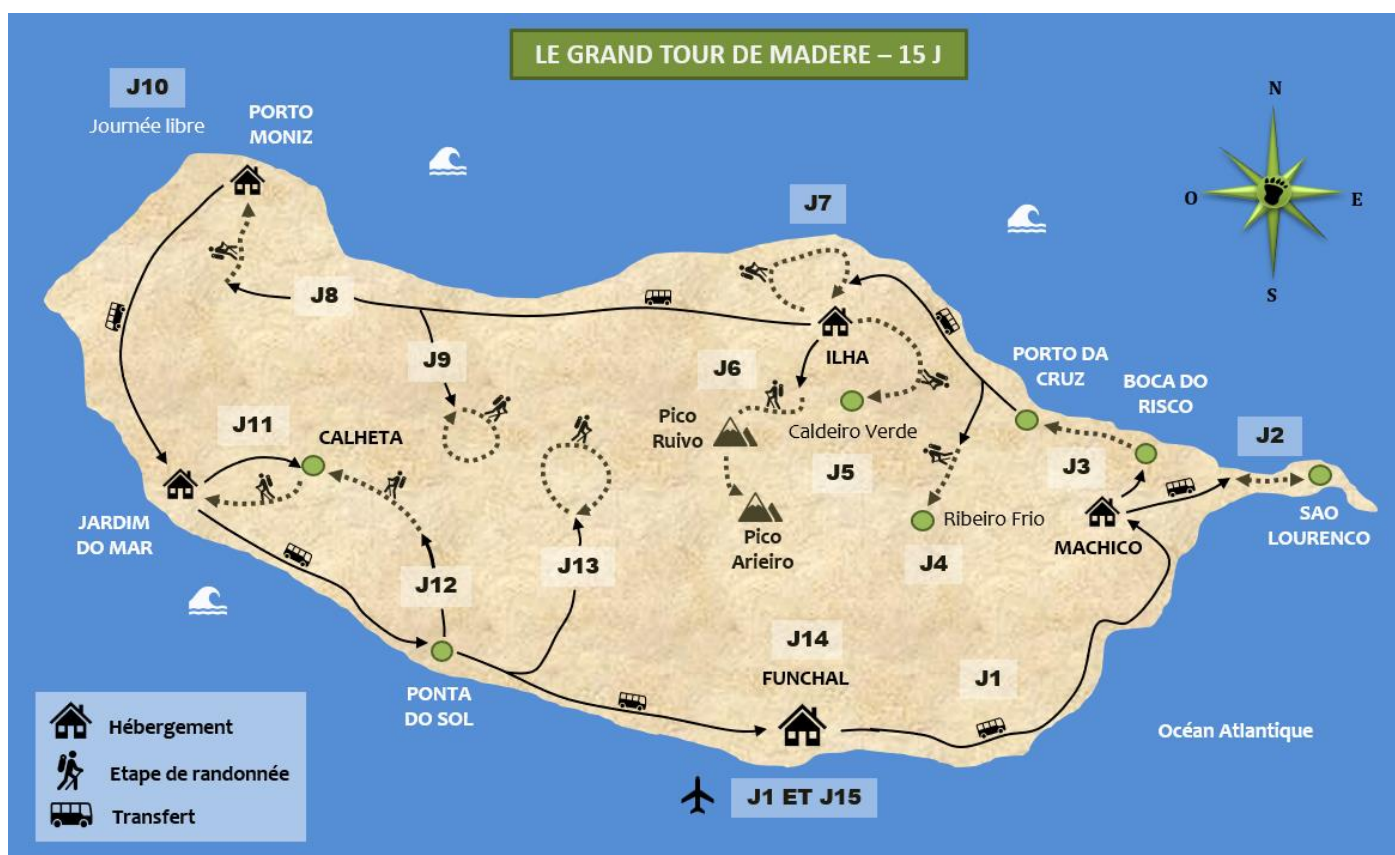 LE GRAND TOUR DE MADERE – 15 J
J10
Journée libre
PORTO
MONIZ
N
O
E
S
J7
J8
J9
ILHA
J6
Pico
Ruivo
Caldeiro Verde
J5
Pico
Arieiro
PORTO DA
CRUZ
BOCA DO
RISCO
J2
J3
SAO
LOURENCO
MACHICO
Ribeiro Frio
J4
J11
CALHETA
JARDIM
DO MAR
J12
J13
PONTA
DO SOL
J14
FUNCHAL
J1
Océan Atlantique
J1 ET J15
Hébergement
Etape de randonnée
Transfert